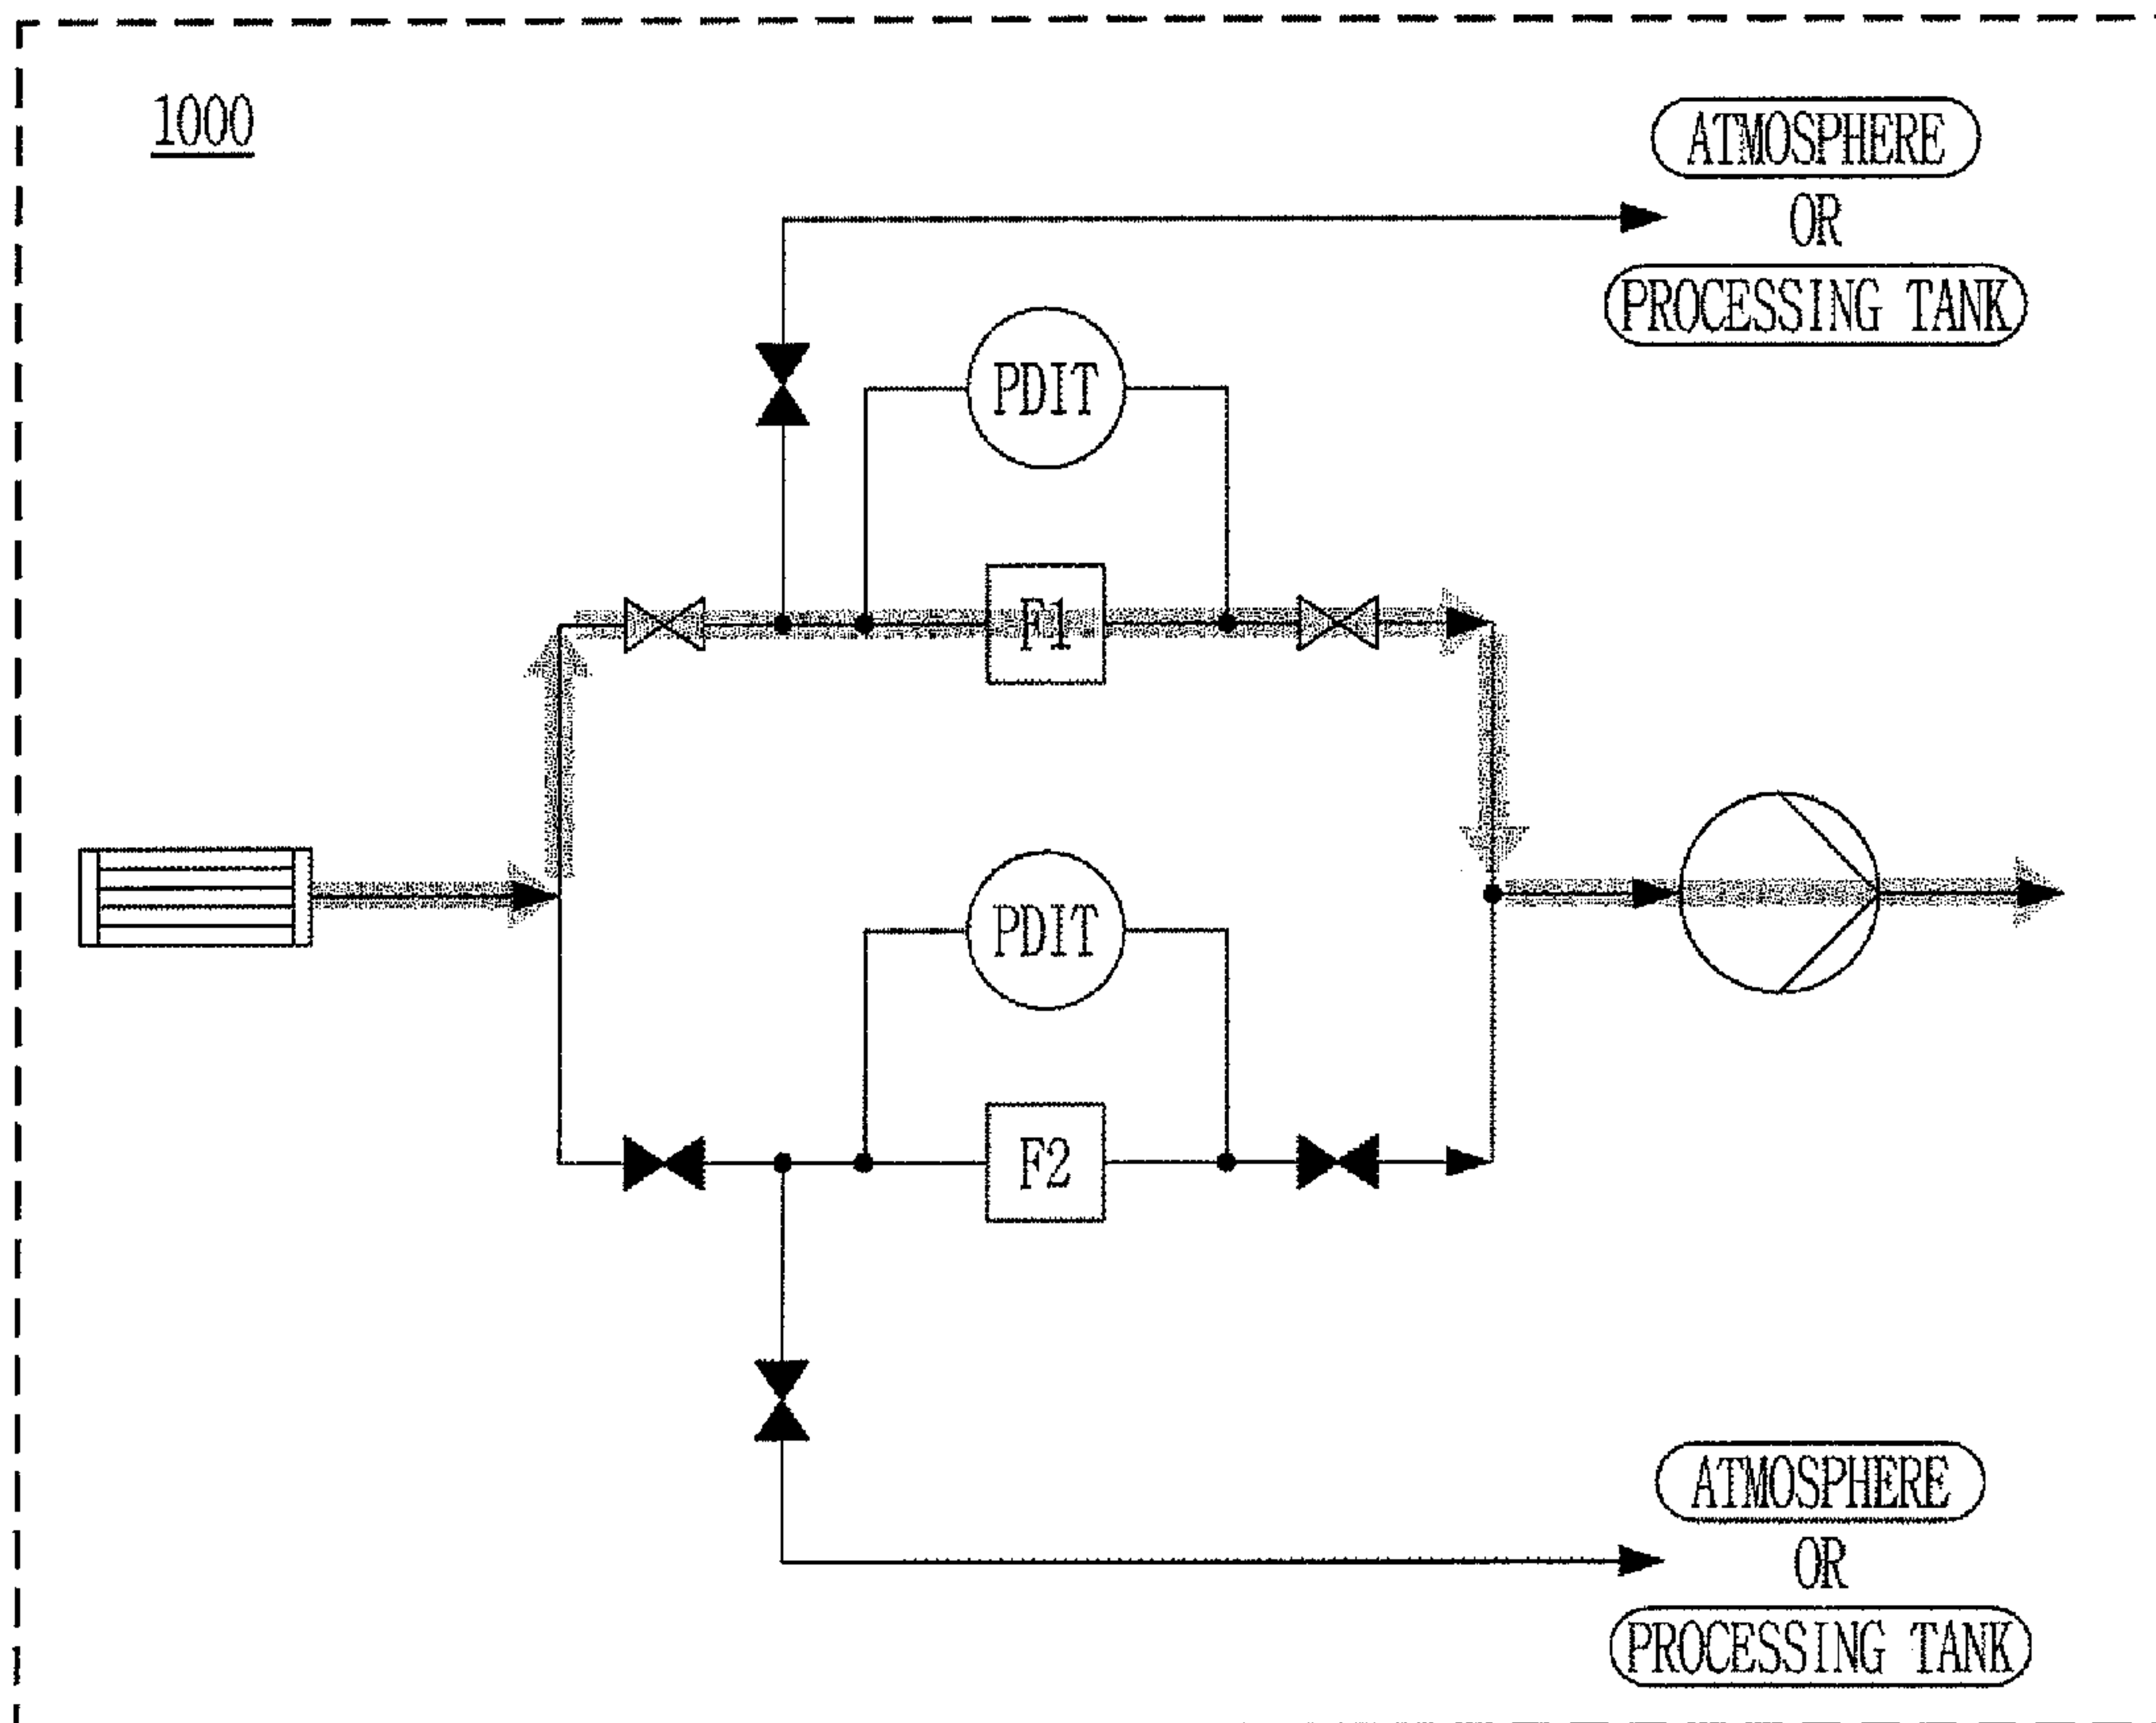 1000
ATMOSPHERE
OR
PROCESSING TANK
PDIT
F1
PDIT
F2
ATMOSPHERE
OR
PROCESSING TANK